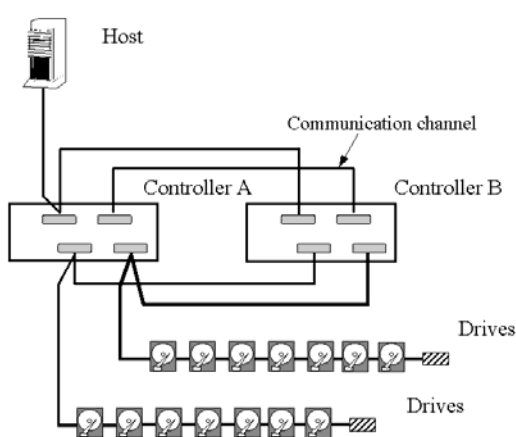 Host
Communication channel
Controller A
Controller B
Drives
Drives